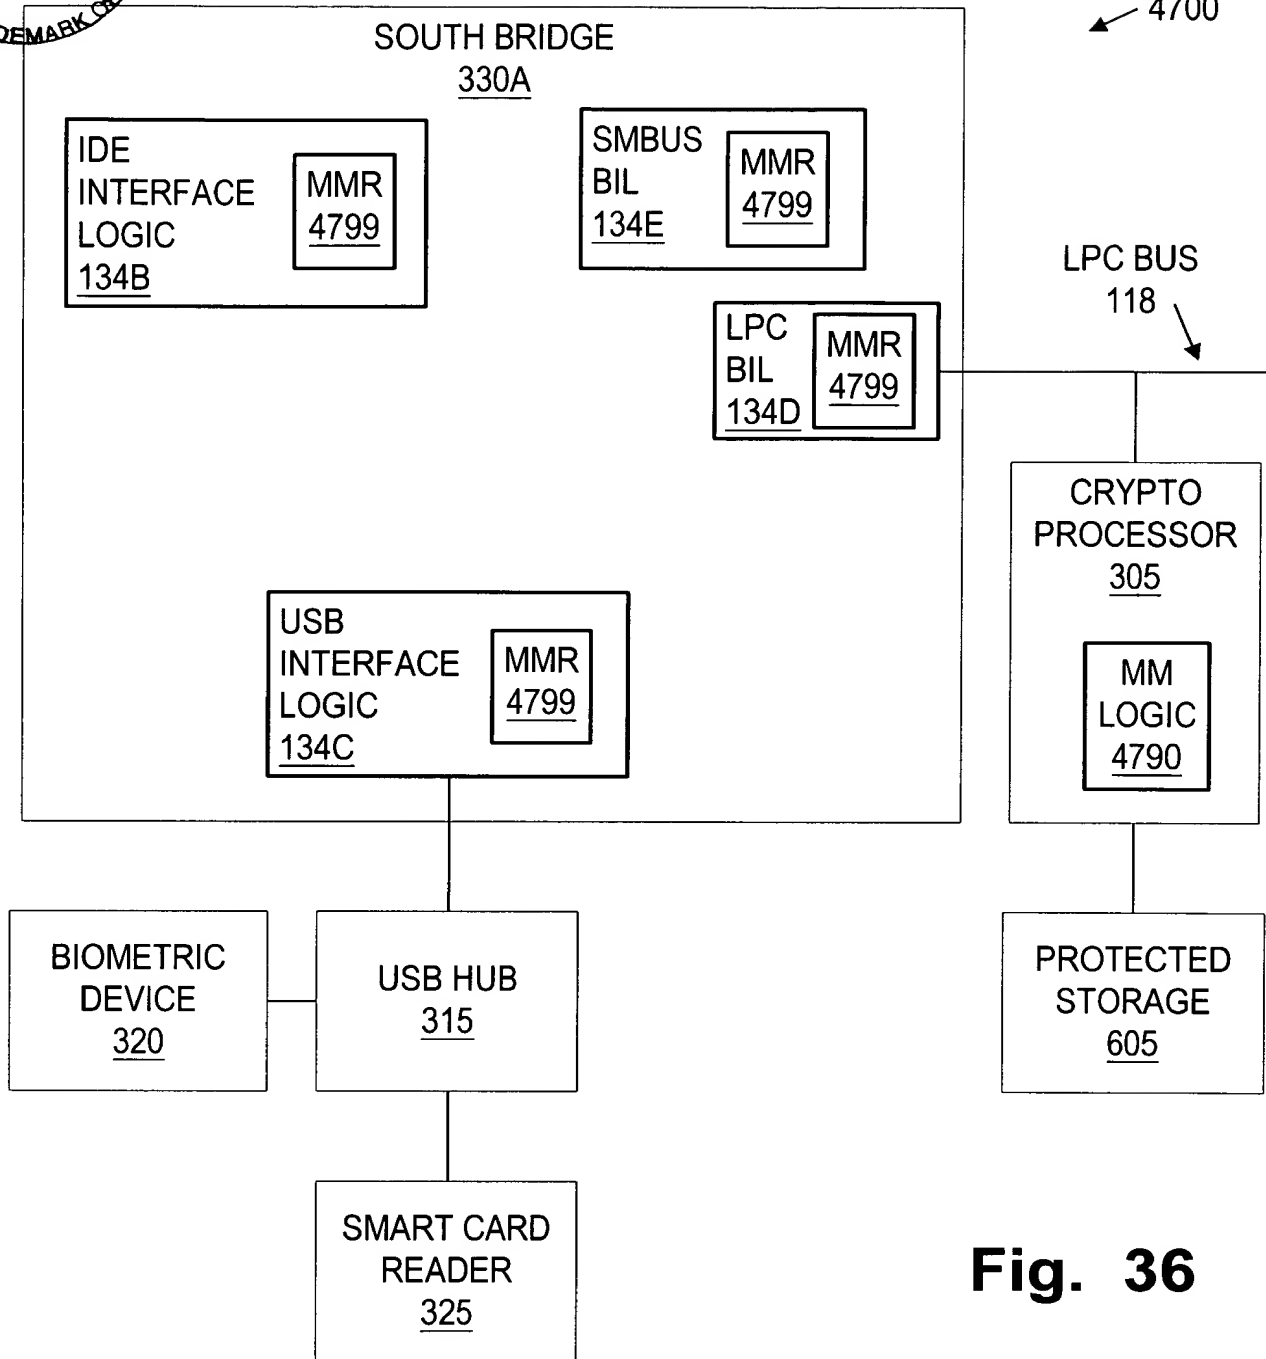 DEMARK
4700
SOUTH BRIDGE
330A
IDE
INTERFACE
LOGIC
134B
MMR
4799
SMBUS
BIL
134E
MMR
4799
LPC BUS
118
LPC
BIL
134D
MMR
4799
CRYPTO
PROCESSOR
305
MM
LOGIC
4790
USB
INTERFACE
LOGIC
134C
MMR
4799
BIOMETRIC
DEVICE
320
USB HUB
315
PROTECTED
STORAGE
605
SMART CARD
READER
325
Fig. 36